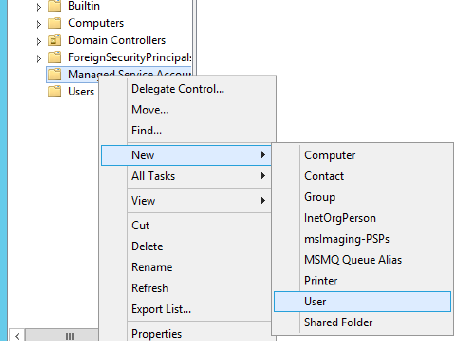 Builtin
Computers
Domain Controllers
ForeignSecurityPrincipals
Managed Service Accou
Users
Delegate Control...
Move...
Find...
New
All Tasks
View
Cut
Delete
Rename
Refresh
Export List...
Properties
Computer
Contact
Group
InetOrgPerson
msImaging-PSPs
MSMQ Queue Alias
Printer
User
Shared Folder